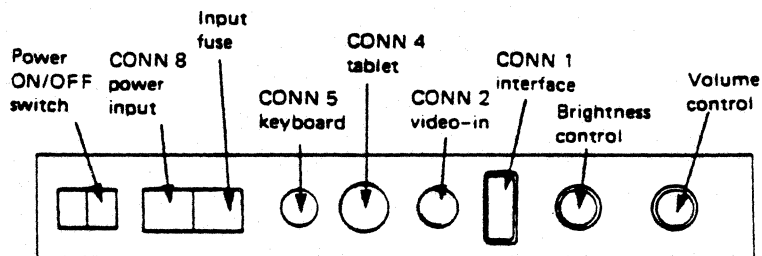 Power
ON/OFF
switch
CONN 8
power
input
Input
fuse
CONN 5
keyboard
CONN 4
tablet
CONN 2
video-in
CONN 1
interface
Brightness
control
Volume
control